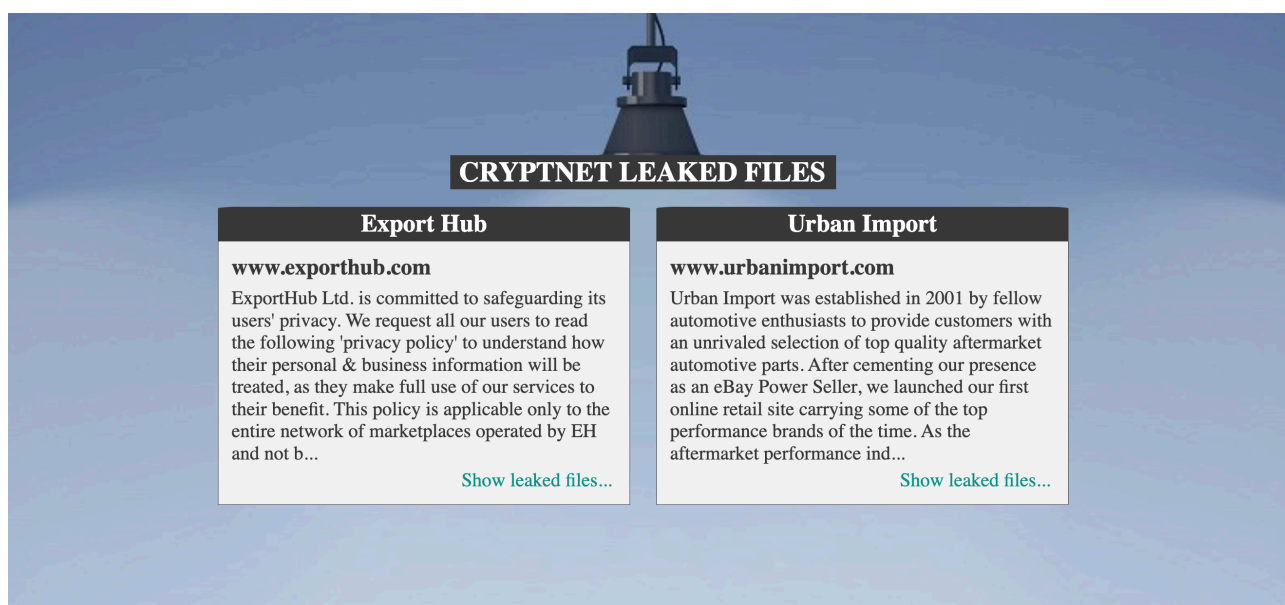 CRYPTNET LEAKED FILES
Export Hub
www.exporthub.com
ExportHub Ltd. is committed to safeguarding its
users' privacy. We request all our users to read
the following 'privacy policy' to understand how
their personal & business information will be
treated, as they make full use of our services to
their benefit. This policy is applicable only to the
entire network of marketplaces operated by EH
and not b...
Show leaked files...
Urban Import
www.urbanimport.com
Urban Import was established in 2001 by fellow
automotive enthusiasts to provide customers with
an unrivaled selection of top quality aftermarket
automotive parts. After cementing our presence
as an eBay Power Seller, we launched our first
online retail site carrying some of the top
performance brands of the time. As the
aftermarket performance ind...
Show leaked files...